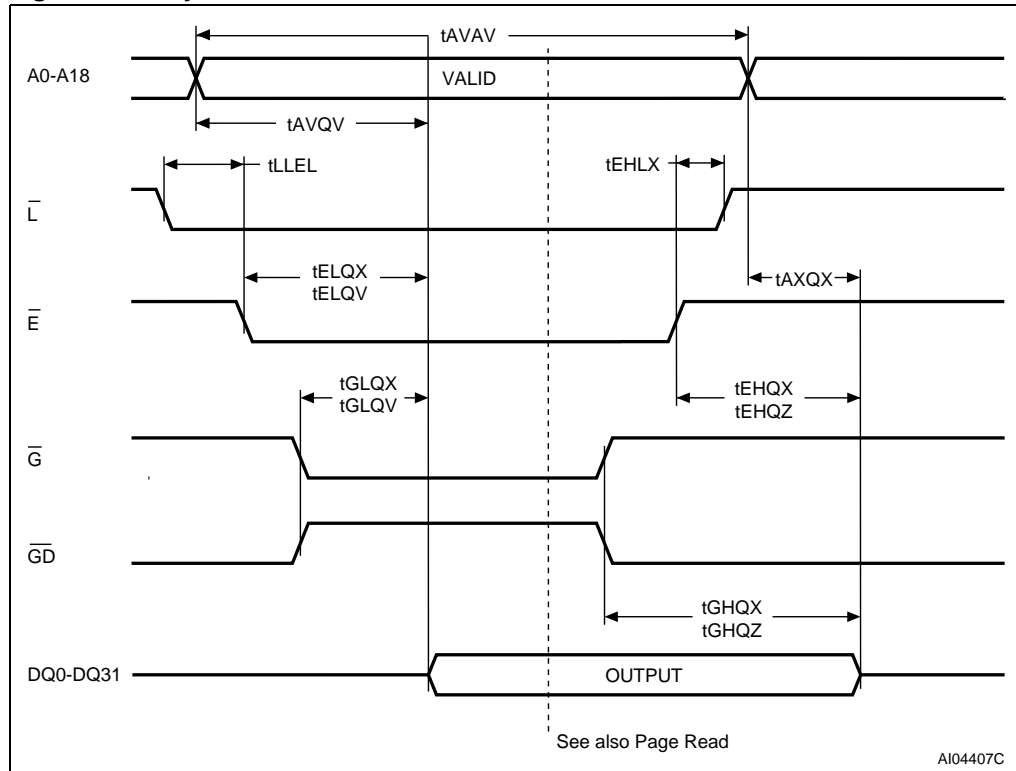 tAVAV
A0-A18
VALID
tAVQV
tLLEL
tEHLX
L
tELQX
tELQV
tAXQX
E
tGLQX
tGLQV
tEHQX
tEHQZ
G
GD
tGHQX
tGHQZ
DQ0-DQ31
OUTPUT
See also Page Read
AI04407C